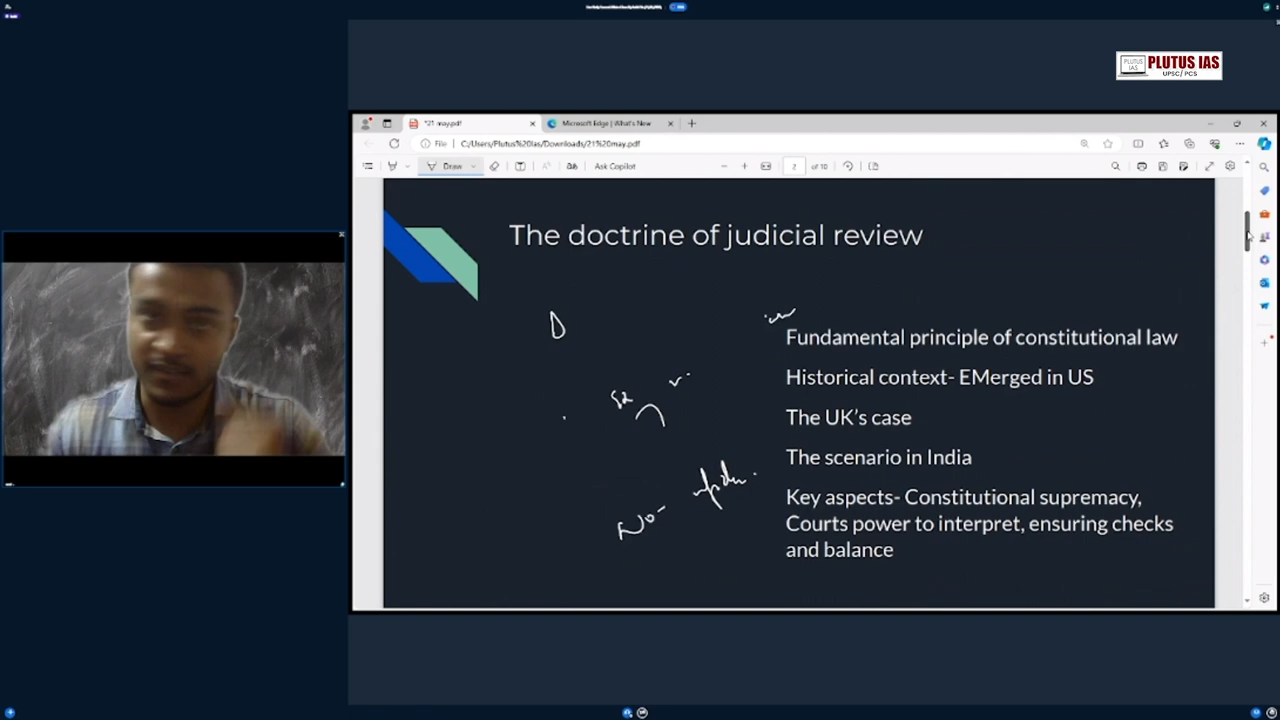 PLUTUS IAS
PLUTUS IAS
UPSC/ PCS
*21 may.pdf
Microsoft Edge | What's New
File
C:/Users/Plutus%20Ias/Downloads/21%20may.pdf
Draw
Ask Copilot
2 of 10
The doctrine of judicial review
Fundamental principle of constitutional law
Historical context- EMerged in US
The UK's case
The scenario in India
Key aspects- Constitutional supremacy,
Courts power to interpret, ensuring checks
and balance
No-